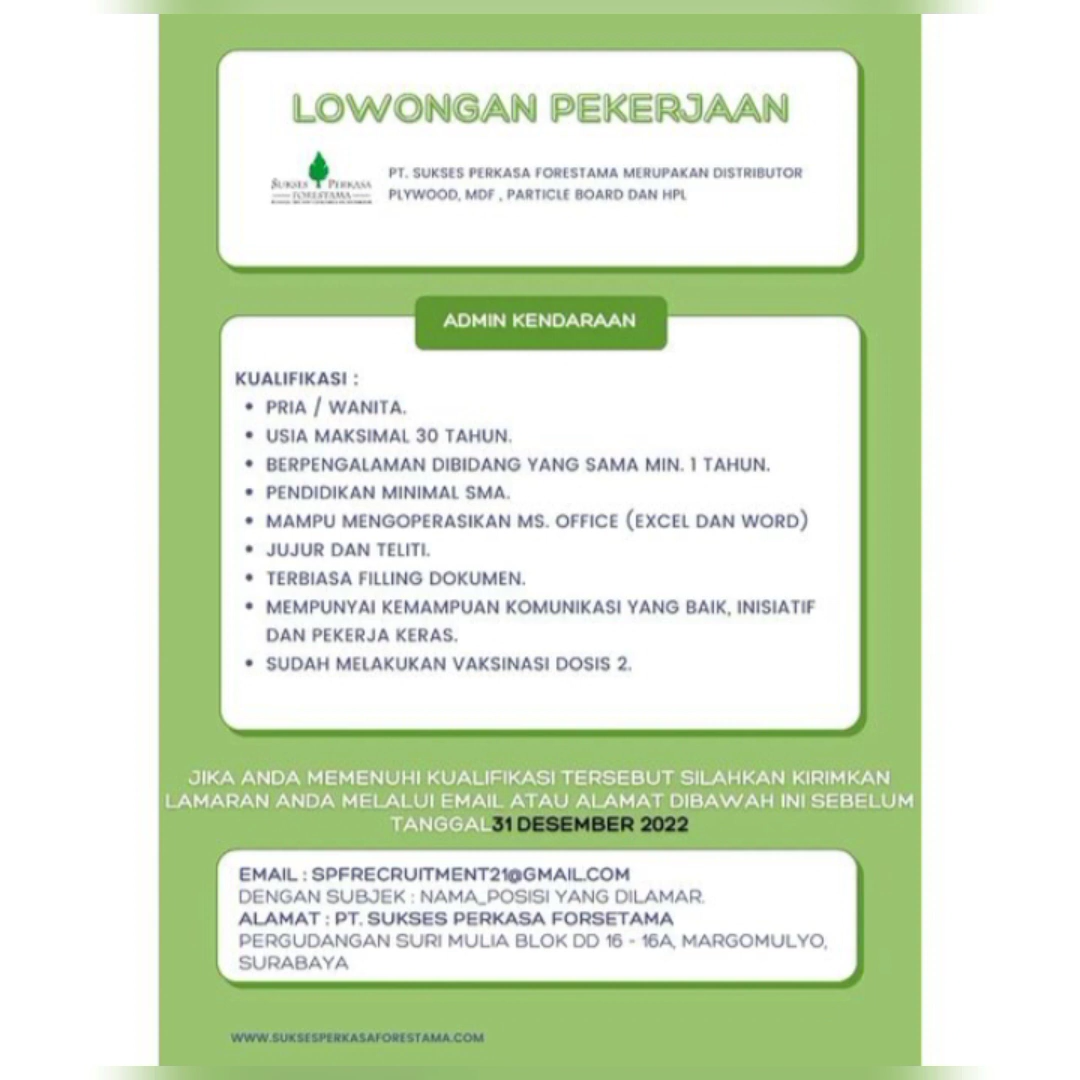 LOWONGAN PEKERJAAN
SUKSES PERKASA
FORESTAMA
PT. SUKSES PERKASA FORESTAMA MERUPAKAN DISTRIBUTOR
PLYWOOD, MDF , PARTICLE BOARD DAN HPL
ADMIN KENDARAAN
KUALIFIKASI :
• PRIA / WANITA.
• USIA MAKSIMAL 30 TAHUN.
• BERPENGALAMAN DIBIDANG YANG SAMA MIN. 1 TAHUN.
• PENDIDIKAN MINIMAL SMA.
• MAMPU MENGOPERASIKAN MS. OFFICE (EXCEL DAN WORD)
• JUJUR DAN TELITI.
• TERBIASA FILLING DOKUMEN.
• MEMPUNYAI KEMAMPUAN KOMUNIKASI YANG BAIK, INISIATIF
DAN PEKERJA KERAS.
• SUDAH MELAKUKAN VAKSINASI DOSIS 2.
JIKA ANDA MEMENUHI KUALIFIKASI TERSEBUT SILAHKAN KIRIMKAN
LAMARAN ANDA MELALUI EMAIL ATAU ALAMAT DIBAWAH INI SEBELUM
TANGGAL31 DESEMBER 2022
EMAIL : SPFRECRUITMENT21@GMAIL.COM
DENGAN SUBJEK : NAMA_POSISI YANG DILAMAR.
ALAMAT : PT. SUKSES PERKASA FORSETAMA
PERGUDANGAN SURI MULIA BLOK DD 16 - 16A, MARGOMULYO,
SURABAYA
WWW.SUKSESPERKASAFORESTAMA.COM